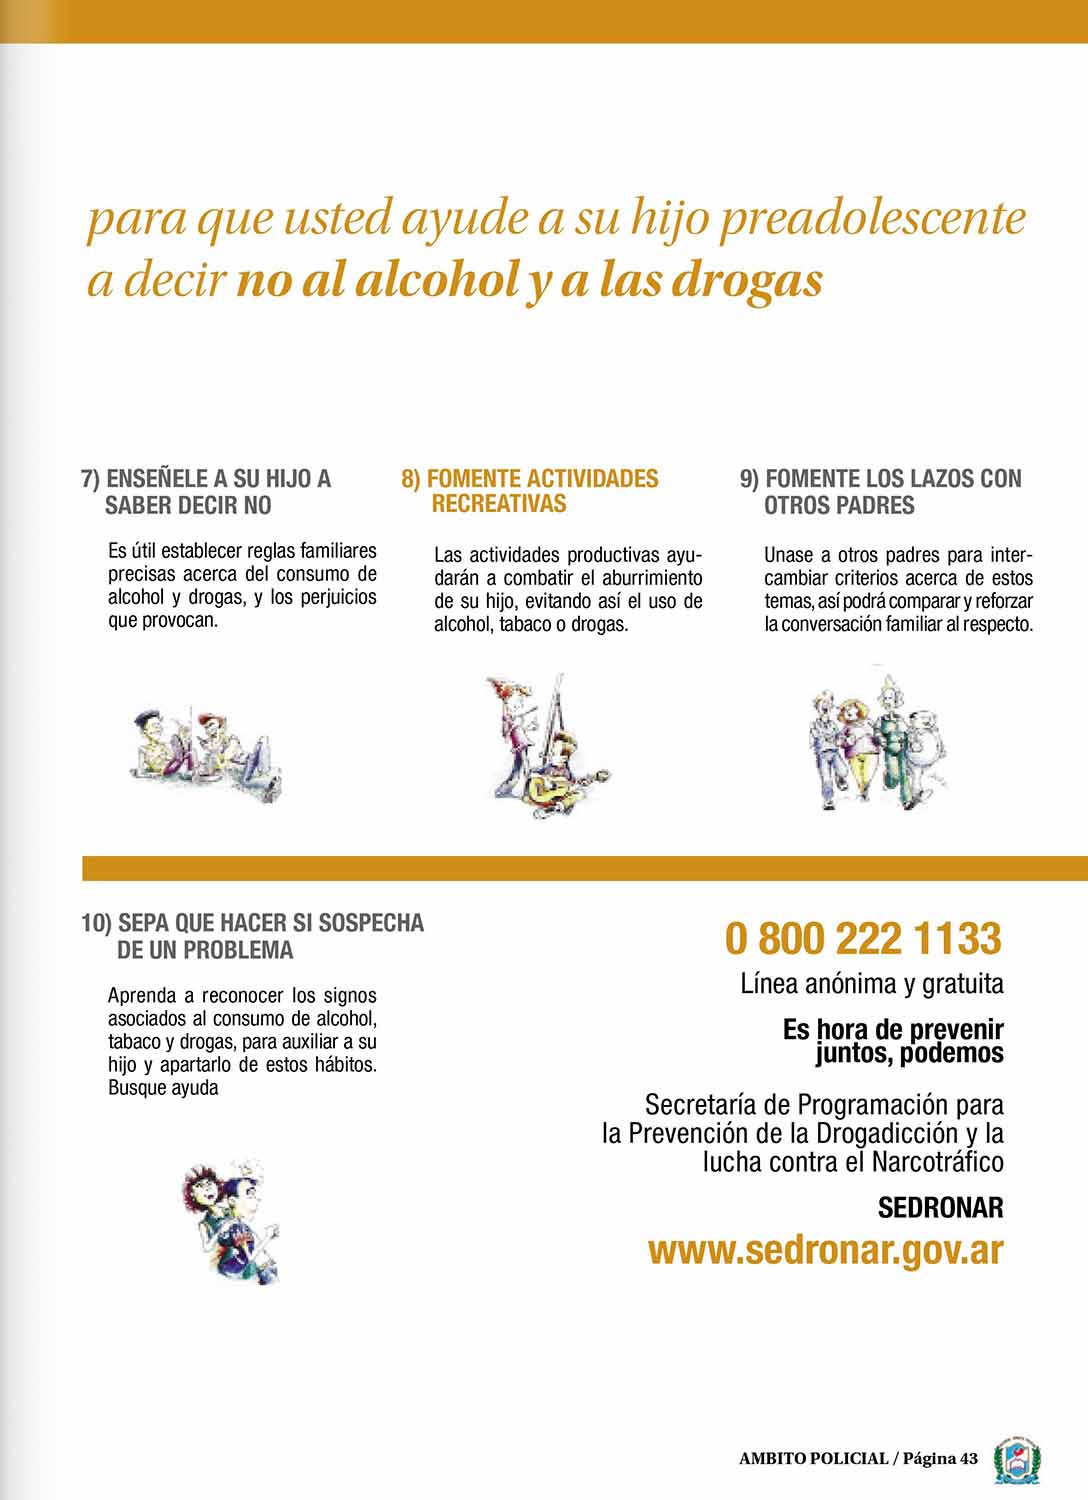 para que usted ayude a su hijo preadolescente
a decir no al alcohol y a las drogas
7) ENSEÑELE A SU HIJO A
SABER DECIR NO
Es útil establecer reglas familiares
precisas acerca del consumo de
alcohol y drogas, y los perjuicios
que provocan.
8) FOMENTE ACTIVIDADES
RECREATIVAS
Las actividades productivas ayu-
darán a combatir el aburrimiento
de su hijo, evitando así el uso de
alcohol, tabaco o drogas.
9) FOMENTE LOS LAZOS CON
OTROS PADRES
Unase a otros padres para inter-
cambiar criterios acerca de estos
temas, así podrá comparar y reforzar
la conversación familiar al respecto.
10) SEPA QUE HACER SI SOSPECHA
DE UN PROBLEMA
Aprenda a reconocer los signos
asociados al consumo de alcohol,
tabaco y drogas, para auxiliar a su
hijo y apartarlo de estos hábitos.
Busque ayuda
0 800 222 1133
Línea anónima y gratuita
Es hora de prevenir
juntos, podemos
Secretaría de Programación para
la Prevención de la Drogadicción y la
lucha contra el Narcotráfico
SEDRONAR
www.sedronar.gov.ar
AMBITO POLICIAL / Página 43